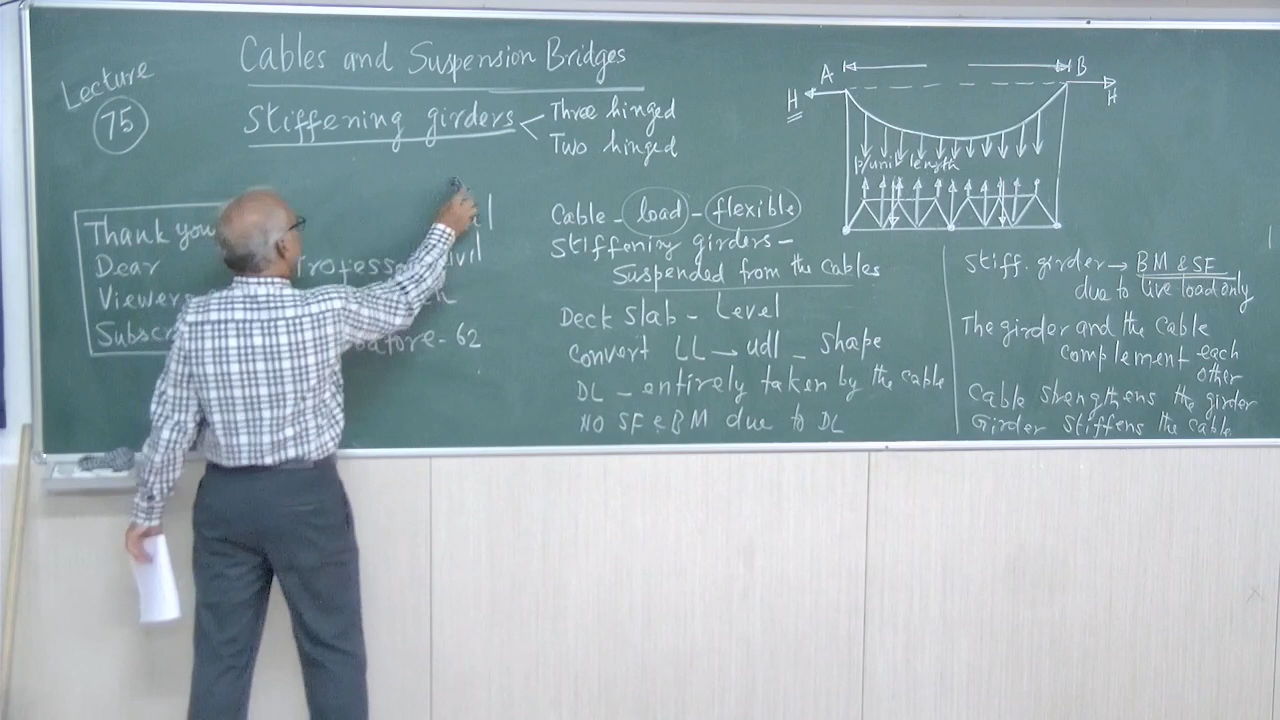 Lecture
75
Cables and Suspension Bridges
Stiffening girders
Three hinged
Two hinged
Thank you
Dear
Viewers
- 62
Cable - load - flexible
Stiffening girders -
Suspended from the cables
Deck slab - Level
Convert LL → udl - shape
DL - entirely taken by the cable
NO SF & BM due to DL
A
B
H
H
p/unit length
Stiff. girder → BM & SF
due to live load only
The girder and the cable
complement each
other
Cable strengthens the girder
Girder stiffens the cable